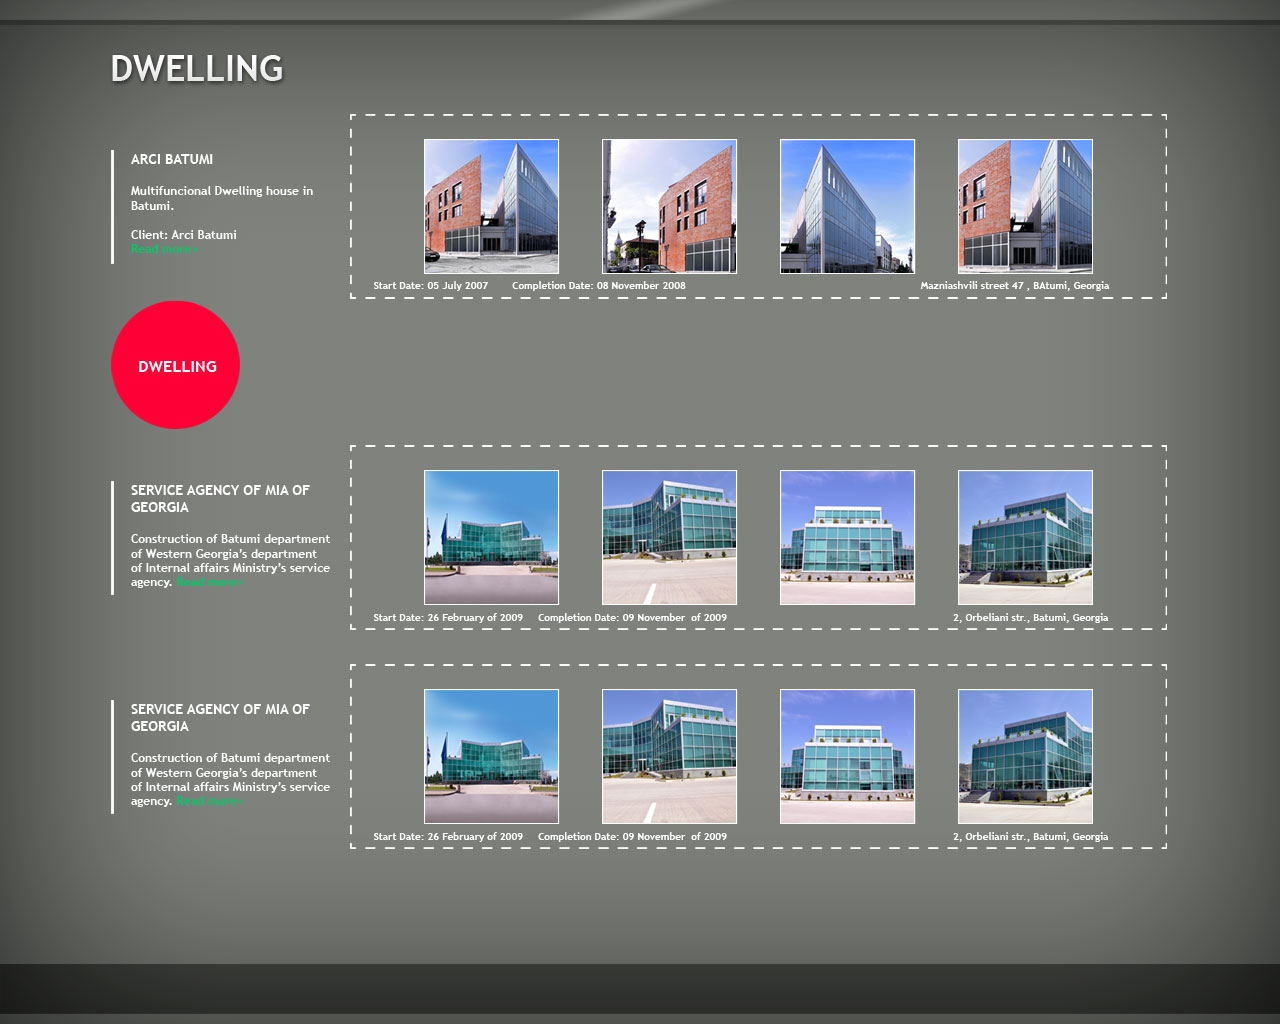 DWELLING
ARCI BATUMI
Multifuncional Dwelling house in
Batumi.
Client: Arci Batumi
Read more>
Start Date: 05 July 2007 Completion Date: 08 November 2008 Mazniashvili street 47 , BAtumi, Georgia
DWELLING
SERVICE AGENCY OF MIA OF
GEORGIA
Construction of Batumi department
of Western Georgia’s department
of Internal affairs Ministry’s service
agency. Read more>
Start Date: 26 February of 2009 Completion Date: 09 November of 2009 2, Orbeliani str., Batumi, Georgia
SERVICE AGENCY OF MIA OF
GEORGIA
Construction of Batumi department
of Western Georgia’s department
of Internal affairs Ministry’s service
agency. Read more>
Start Date: 26 February of 2009 Completion Date: 09 November of 2009 2, Orbeliani str., Batumi, Georgia